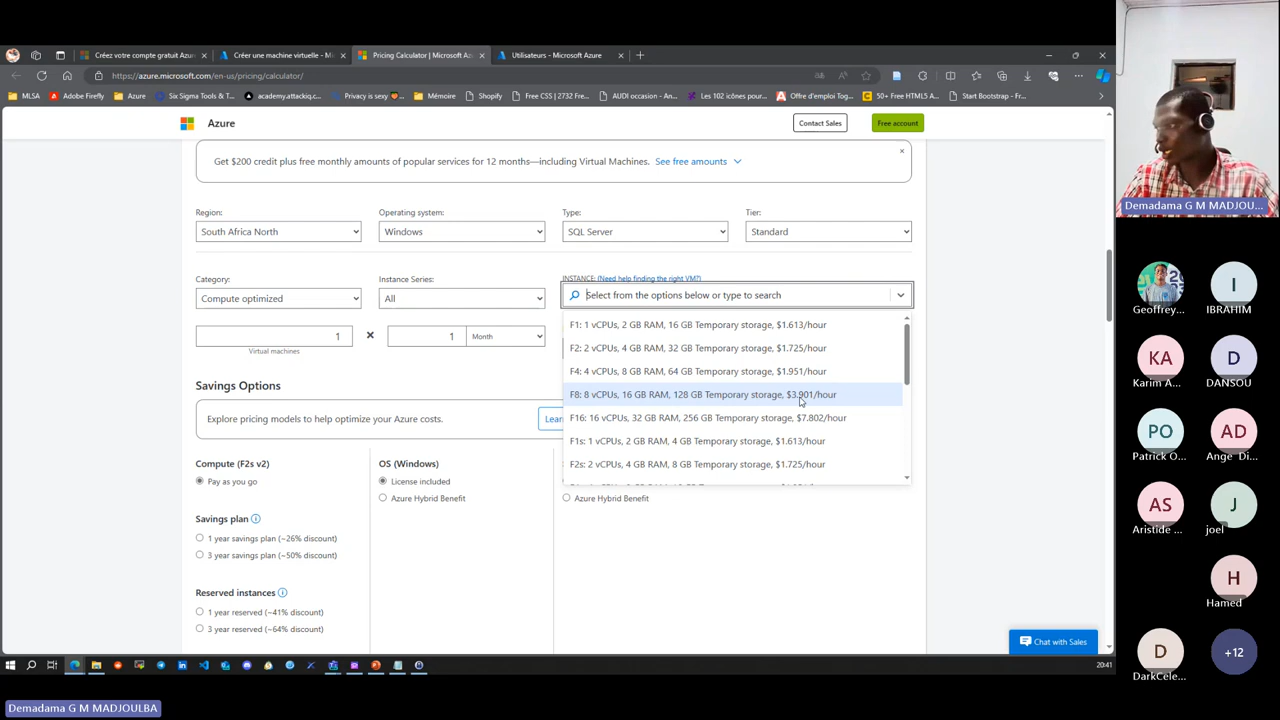 Créez votre compte gratuit Azur
Créer une machine virtuelle - Mi
Pricing Calculator | Microsoft Az
Utilisateurs - Microsoft Azure
https://azure.microsoft.com/en-us/pricing/calculator/
MLSA
Adobe Firefly
Azure
Six Sigma Tools & T...
academy.attackiq.c...
Privacy is sexy
Mémoire
Shopify
Free CSS | 2732 Free...
AUDI occasion - An...
Les 102 icônes pour...
Offre d'emploi Tog...
50+ Free HTML5 A...
Start Bootstrap - Fr...
Azure
Contact Sales
Free account
Get $200 credit plus free monthly amounts of popular services for 12 months—including Virtual Machines. See free amounts
Region:
Operating system:
Type:
Tier:
South Africa North
Windows
SQL Server
Standard
Category:
Instance Series:
INSTANCE: (Need help finding the right VM?)
Compute optimized
All
Select from the options below or type to search
1
1
Month
Virtual machines
F1: 1 vCPUs, 2 GB RAM, 16 GB Temporary storage, $1.613/hour
F2: 2 vCPUs, 4 GB RAM, 32 GB Temporary storage, $1.725/hour
F4: 4 vCPUs, 8 GB RAM, 64 GB Temporary storage, $1.951/hour
F8: 8 vCPUs, 16 GB RAM, 128 GB Temporary storage, $3.901/hour
F16: 16 vCPUs, 32 GB RAM, 256 GB Temporary storage, $7.802/hour
F1s: 1 vCPUs, 2 GB RAM, 4 GB Temporary storage, $1.613/hour
F2s: 2 vCPUs, 4 GB RAM, 8 GB Temporary storage, $1.725/hour
Savings Options
Explore pricing models to help optimize your Azure costs.
Lear
Compute (F2s v2)
OS (Windows)
Pay as you go
License included
Azure Hybrid Benefit
Azure Hybrid Benefit
Savings plan
1 year savings plan (~26% discount)
3 year savings plan (~50% discount)
Reserved instances
1 year reserved (~41% discount)
3 year reserved (~64% discount)
Chat with Sales
20:41
Demadama G M MADJOULBA
Demadama G M MADJOU...
Geoffrey...
I
IBRAHIM
KA
Karim A...
D
DANSOU
PO
Patrick O...
AD
Ange Di...
AS
Aristide ...
J
joel
H
Hamed
D
DarkCele...
+12